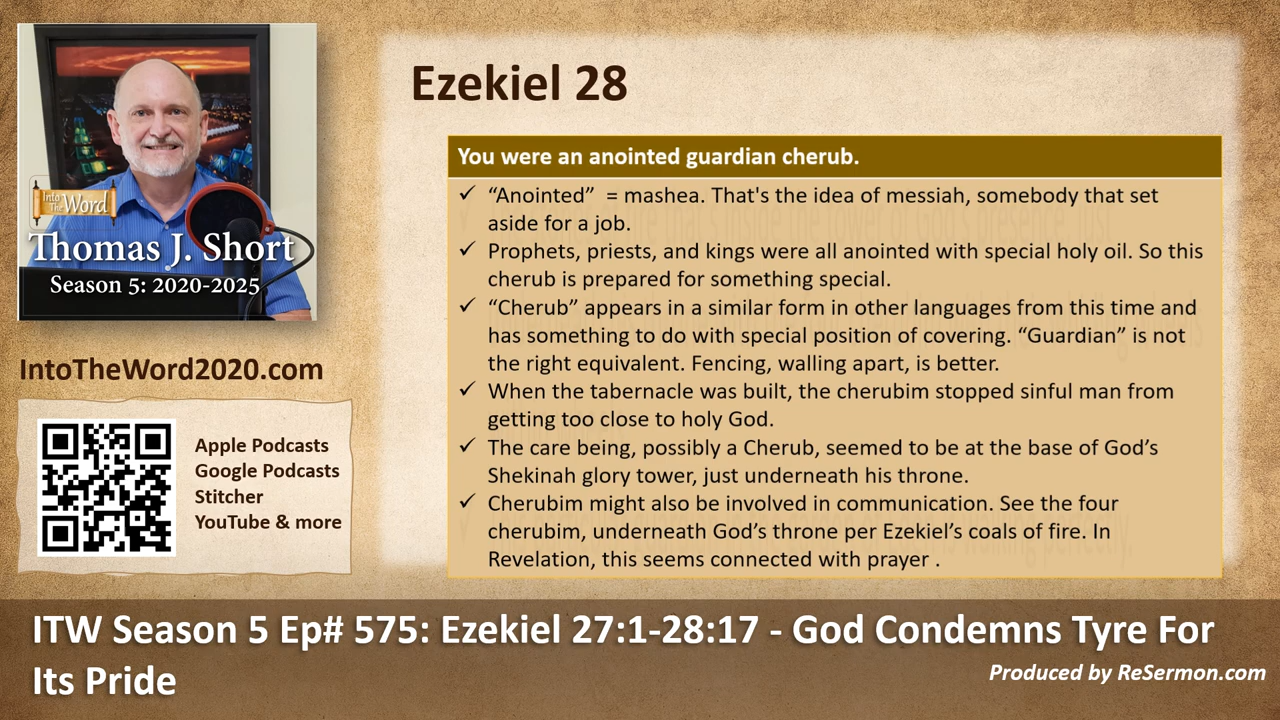 Into
The Word
Thomas J. Short
Season 5: 2020-2025
IntoTheWord2020.com
Apple Podcasts
Google Podcasts
Stitcher
YouTube & more
Ezekiel 28
You were an anointed guardian cherub.
✓ “Anointed” = mashea. That's the idea of messiah, somebody that set
aside for a job.
✓ Prophets, priests, and kings were all anointed with special holy oil. So this
cherub is prepared for something special.
✓ “Cherub” appears in a similar form in other languages from this time and
has something to do with special position of covering. “Guardian” is not
the right equivalent. Fencing, walling apart, is better.
✓ When the tabernacle was built, the cherubim stopped sinful man from
getting too close to holy God.
✓ The care being, possibly a Cherub, seemed to be at the base of God’s
Shekinah glory tower, just underneath his throne.
✓ Cherubim might also be involved in communication. See the four
cherubim, underneath God’s throne per Ezekiel’s coals of fire. In
Revelation, this seems connected with prayer .
ITW Season 5 Ep# 575: Ezekiel 27:1-28:17 - God Condemns Tyre For
Its Pride
Produced by ReSermon.com